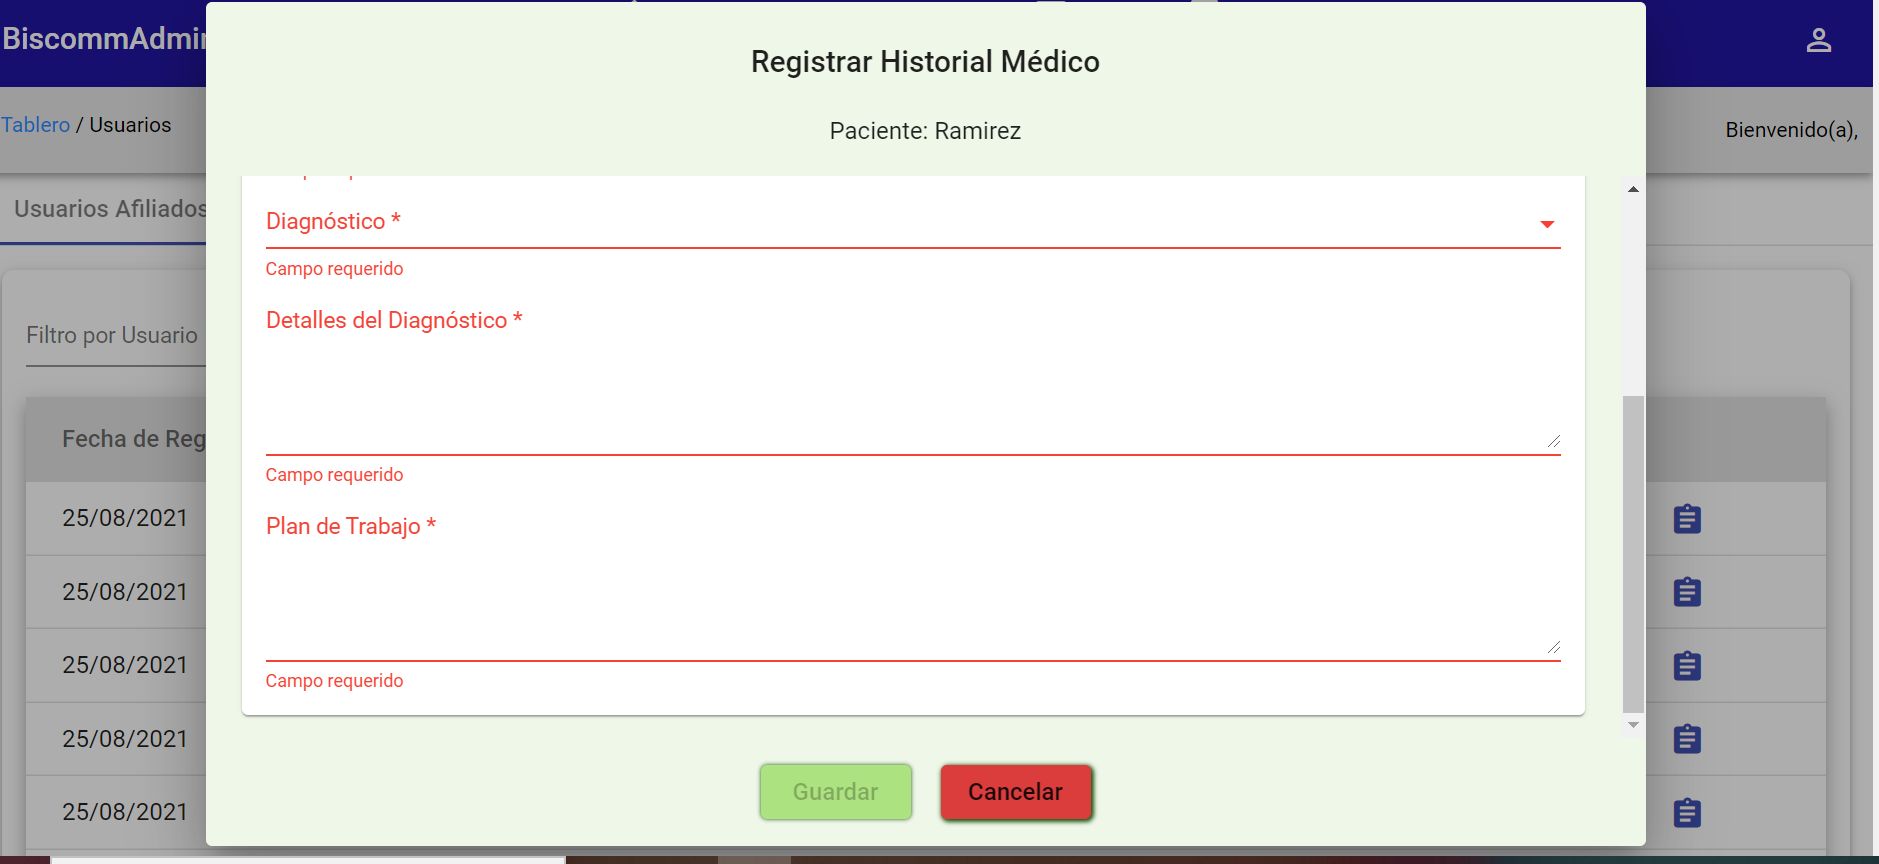 BiscommAdmin
Registrar Historial Médico
Paciente: Ramirez
Tablero / Usuarios
Bienvenido(a),
Usuarios Afiliados
Diagnóstico *
Campo requerido
Detalles del Diagnóstico *
Filtro por Usuario
Fecha de Reg
Campo requerido
Plan de Trabajo *
25/08/2021
25/08/2021
25/08/2021
Campo requerido
25/08/2021
25/08/2021
Guardar
Cancelar